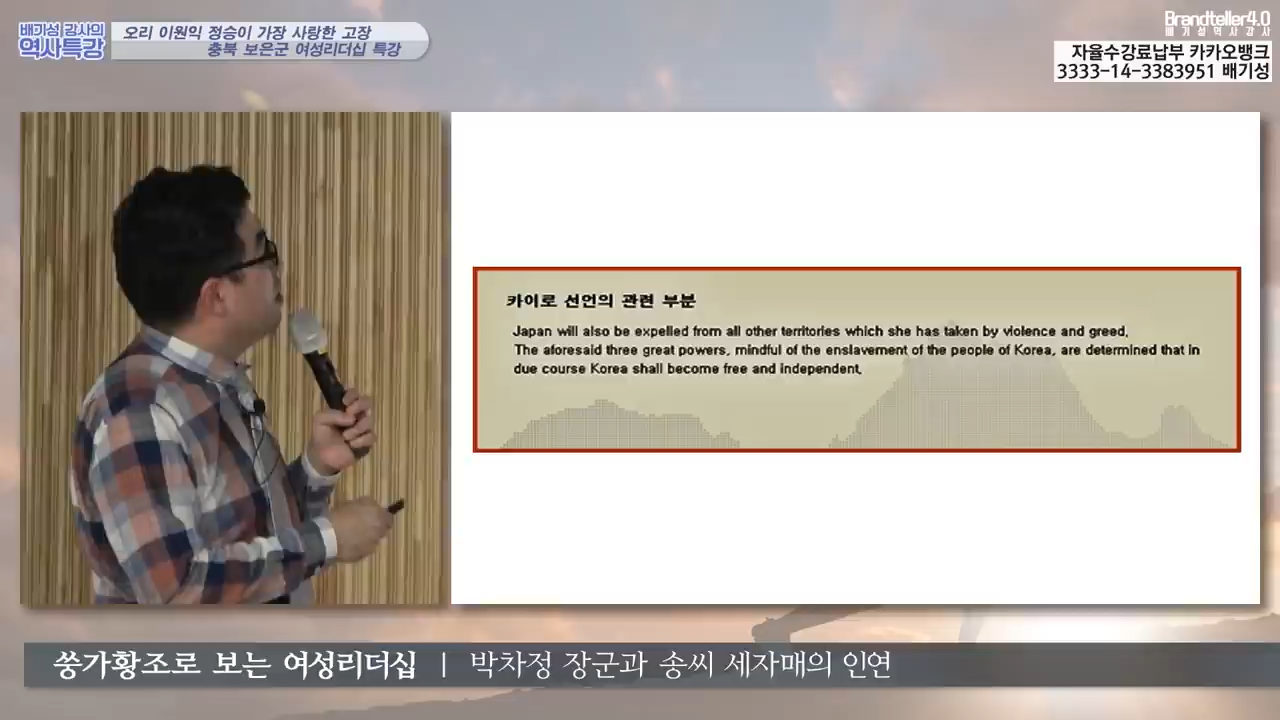 배기성 강사의
역사특강
오리 이원익 정승이 가장 사랑한 고장
충북 보은군 여성리더십 특강
Brandteller4.0
배기성역사강사
자율수강료납부 카카오뱅크
3333-14-3383951 배기성
카이로 선언의 관련 부분
Japan will also be expelled from all other territories which she has taken by violence and greed.
The aforesaid three great powers, mindful of the enslavement of the people of Korea, are determined that in
due course Korea shall become free and independent.
쑹가황조로 보는 여성리더십 | 박차정 장군과 송씨 세자매의 인연